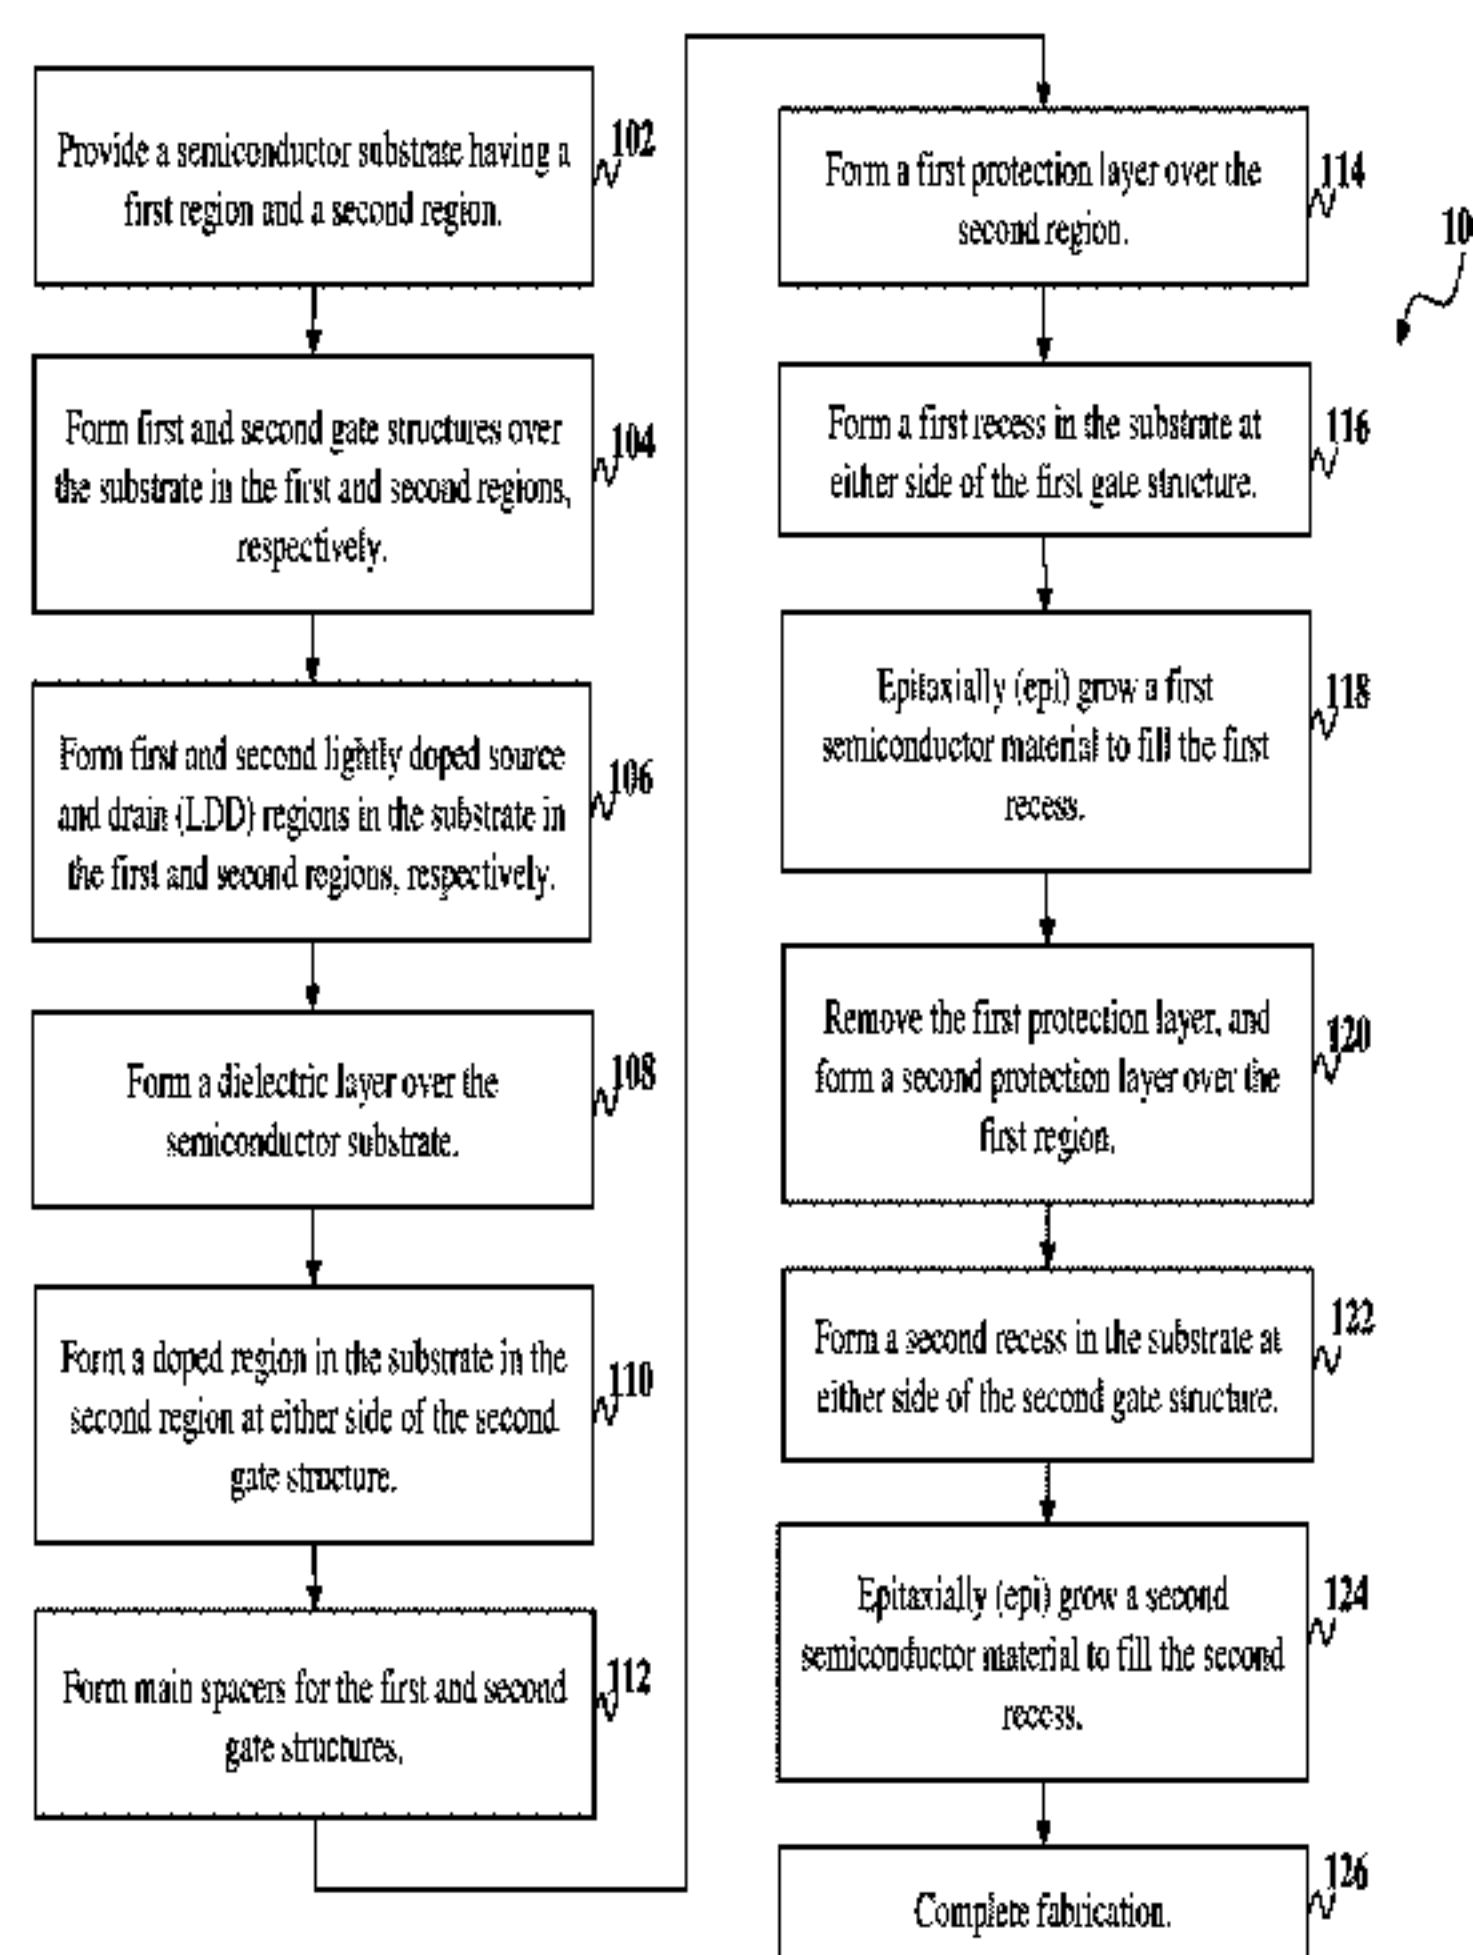 Provide a semiconductor substrate having a
first region and a second region.
102
Form first and second gate structures over
the substrate in the first and second regions,
respectively.
104
Form first and second lightly doped source
and drain (LDD) regions in the substrate in
the first and second regions, respectively.
106
Form a dielectric layer over the
semiconductor substrate.
108
Form a doped region in the substrate in the
second region at either side of the second
gate structure.
110
Form main spacers for the first and second
gate structures.
112
Form a first protection layer over the
second region.
114
10
Form a first recess in the substrate at
either side of the first gate structure.
116
Epitaxially (epi) grow a first
semiconductor material to fill the first
recess.
118
Remove the first protection layer, and
form a second protection layer over the
first region.
120
Form a second recess in the substrate at
either side of the second gate structure.
122
Epitaxially (epi) grow a second
semiconductor material to fill the second
recess.
124
Complete fabrication.
126